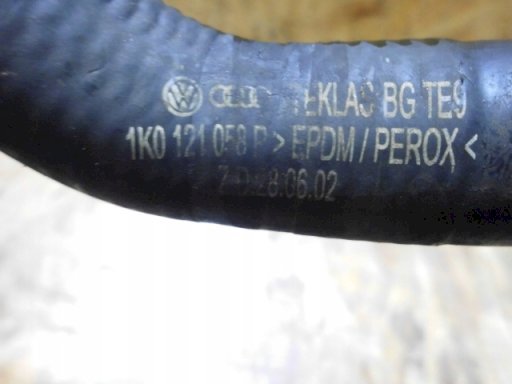 TEKLAS BG TE9
1K0 121 058 P >EPDM/PEROX<
28.06.02